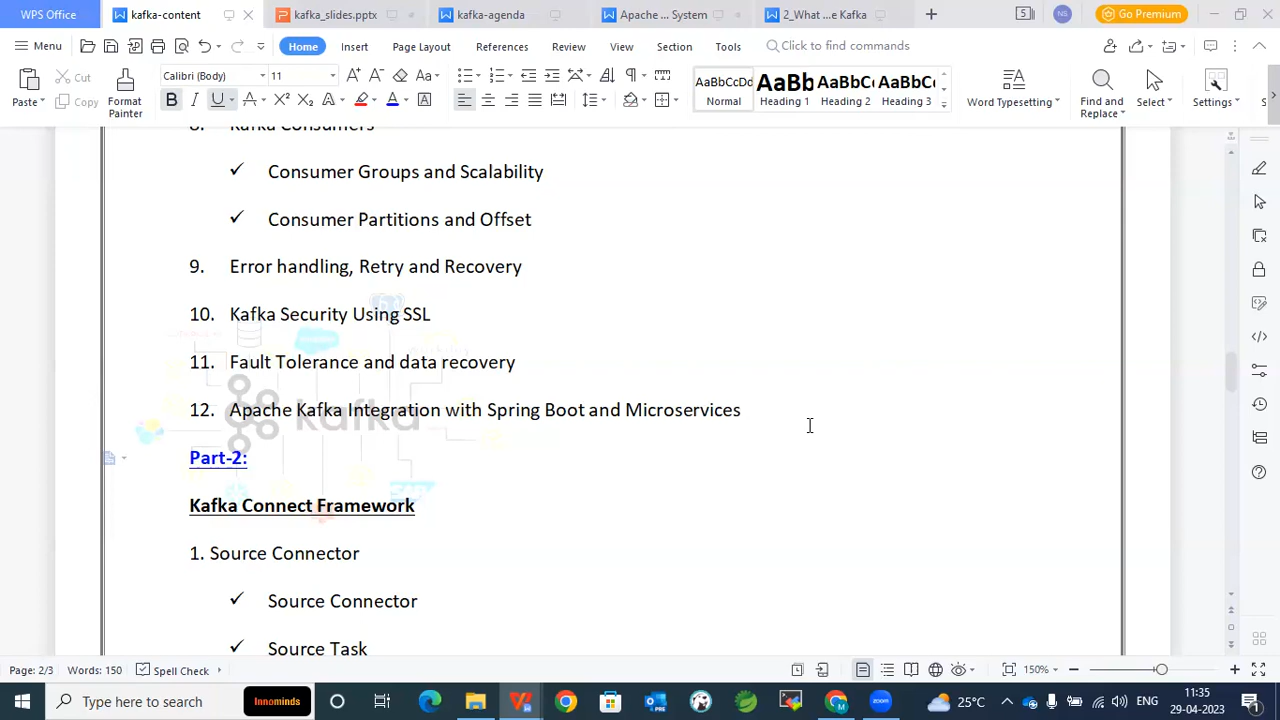 WPS Office
kafka-content
kafka_slides.pptx
kafka-agenda
Apache ... System
2_What ...e Kafka
5
NS
Go Premium
Menu
Home
Insert
Page Layout
References
Review
View
Section
Tools
Click to find commands
Paste
Cut
Copy
Format Painter
Calibri (Body)
11
AaBbCcDd
Normal
AaBb
Heading 1
AaBbC
Heading 2
AaBbC
Heading 3
Word Typesetting
Find and Replace
Select
Settings
8. Kafka Consumers
✓ Consumer Groups and Scalability
✓ Consumer Partitions and Offset
9. Error handling, Retry and Recovery
10. Kafka Security Using SSL
11. Fault Tolerance and data recovery
12. Apache Kafka Integration with Spring Boot and Microservices
kafka
Part-2:
SAP
Kafka Connect Framework
1. Source Connector
✓ Source Connector
✓ Source Task
Page: 2/3 Words: 150 Spell Check
150%
Type here to search
Innominds
25°C
ENG
11:35
29-04-2023